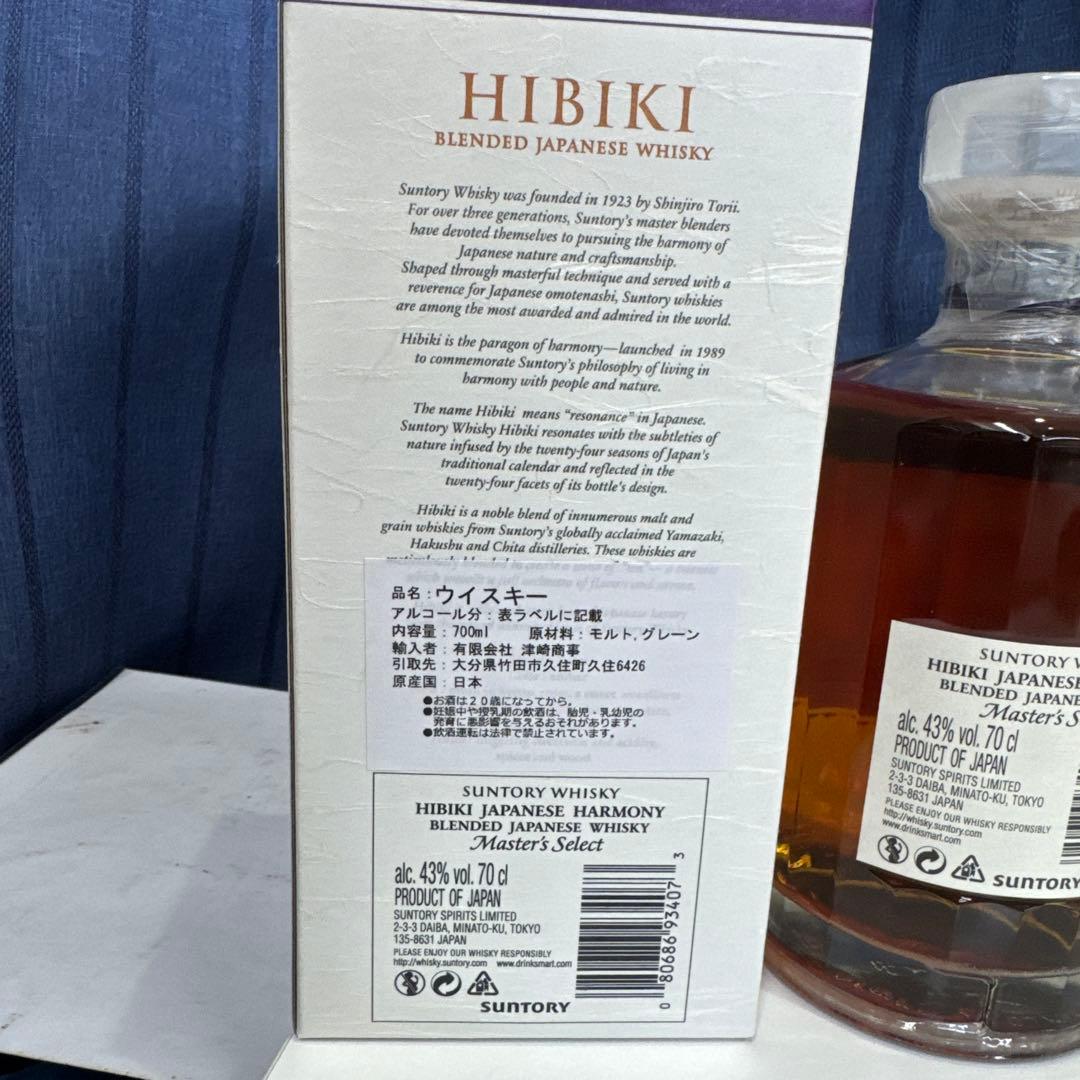 HIBIKI
BLENDED JAPANESE WHISKY
Suntory Whisky was founded in 1923 by Shinjiro Torii.
For over three generations, Suntory's master blenders
have devoted themselves to pursuing the harmony of
Japanese nature and craftsmanship.
Shaped through masterful technique and served with a
reverence for Japanese omotenashi, Suntory whiskies
are among the most awarded and admired in the world.
Hibiki is the paragon of harmony—launched in 1989
to commemorate Suntory's philosophy of living in
harmony with people and nature.
The name Hibiki means “resonance” in Japanese.
Suntory Whisky Hibiki resonates with the subtleties of
nature infused by the twenty-four seasons of Japan's
traditional calendar and reflected in the
twenty-four facets of its bottle's design.
Hibiki is a noble blend of innumerous malt and
grain whiskies from Suntory's globally acclaimed Yamazaki,
Hakushu and Chita distilleries. These whiskies are
品名：ウイスキー
アルコール分：表ラベルに記載
内容量：700ml 原材料：モルト,グレーン
輸入者：有限会社 津崎商事
引取先：大分県竹田市久住町久住6426
原産国：日本
●お酒は２０歳になってから。
●妊娠中や授乳期の飲酒は、胎児・乳幼児の
発育に悪影響を与えるおそれがあります。
●飲酒運転は法律で禁止されています。
spice and wood
SUNTORY WHISKY
HIBIKI JAPANESE HARMONY
BLENDED JAPANESE WHISKY
Master's Select
alc. 43% vol. 70 cl
PRODUCT OF JAPAN
SUNTORY SPIRITS LIMITED
2-3-3 DAIBA, MINATO-KU, TOKYO
135-8631 JAPAN
PLEASE ENJOY OUR WHISKY RESPONSIBLY
http://whisky.suntory.com www.drinksmart.com
SUNTORY
0 80686 93407 3
SUNTORY W
HIBIKI JAPANESE
BLENDED JAPANE
Master's S
alc. 43% vol. 70 cl
PRODUCT OF JAPAN
SUNTORY SPIRITS LIMITED
2-3-3 DAIBA, MINATO-KU, TOKYO
135-8631 JAPAN
PLEASE ENJOY OUR WHISKY RESPONSIBLY
http://whisky.suntory.com
www.drinksmart.com
SUNTORY